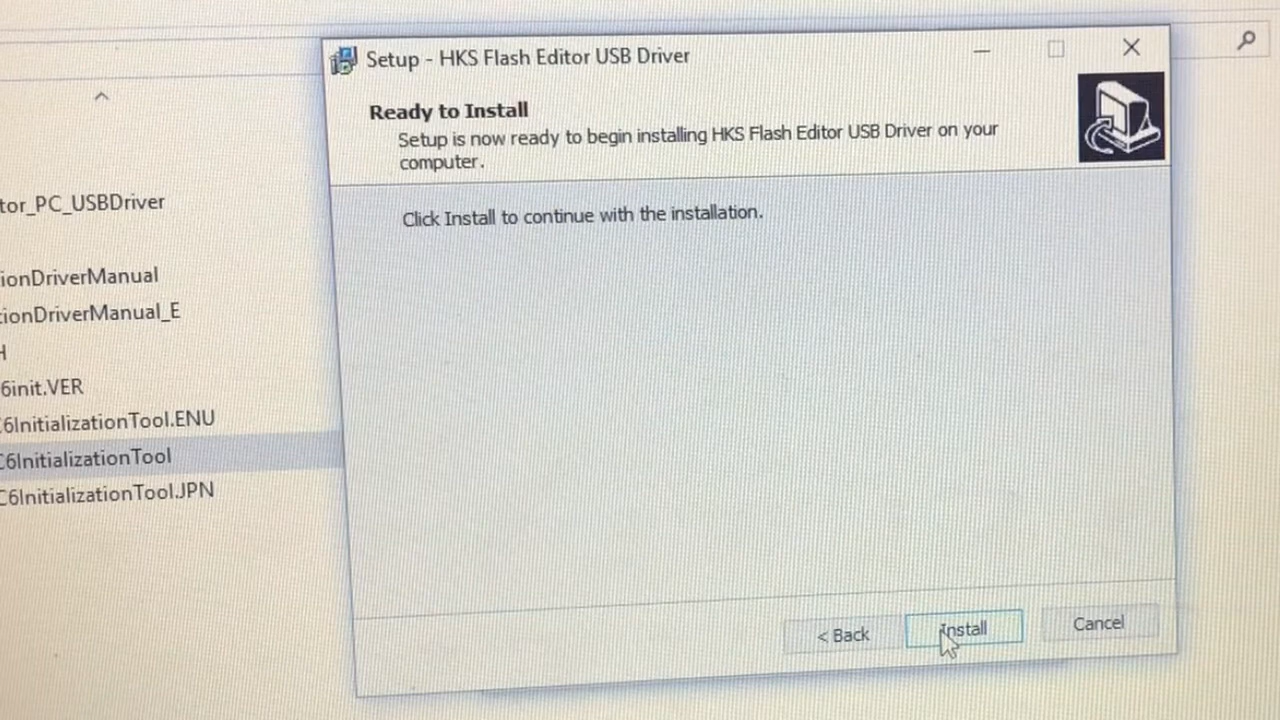 Setup - HKS Flash Editor USB Driver
Ready to Install
Setup is now ready to begin installing HKS Flash Editor USB Driver on your
computer.
Click Install to continue with the installation.
< Back
Install
Cancel
tor_PC_USBDriver
ionDriverManual
tionDriverManual_E
H
6init.VER
C6InitializationTool.ENU
C6InitializationTool
C6InitializationTool.JPN